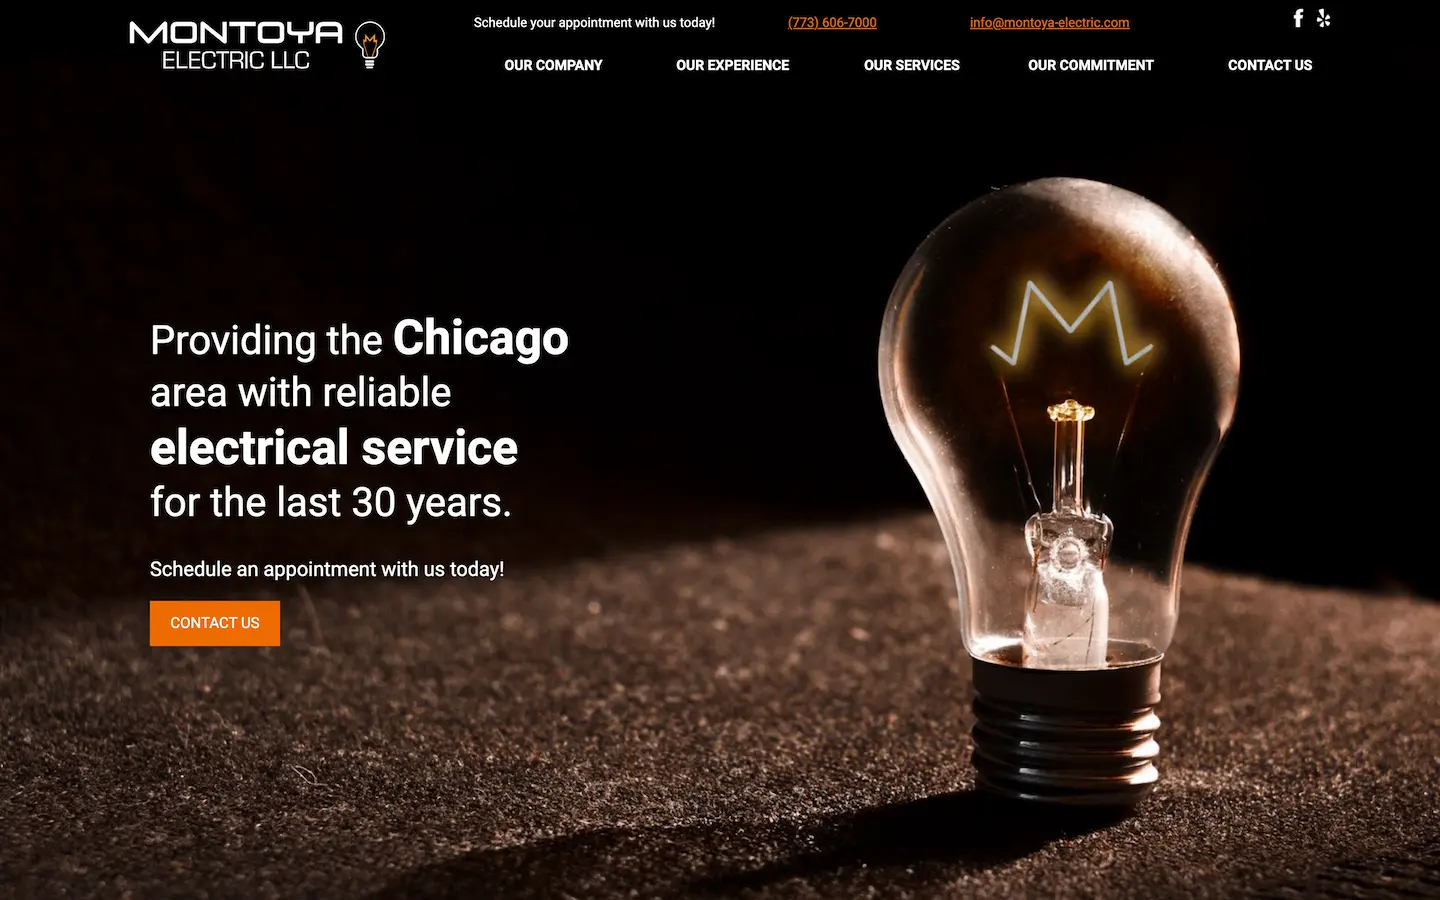 MONTOYA
ELECTRIC LLC
Schedule your appointment with us today!
(773) 606-7000
info@montoya-electric.com
OUR COMPANY
OUR EXPERIENCE
OUR SERVICES
OUR COMMITMENT
CONTACT US
Providing the Chicago
area with reliable
electrical service
for the last 30 years.
Schedule an appointment with us today!
CONTACT US